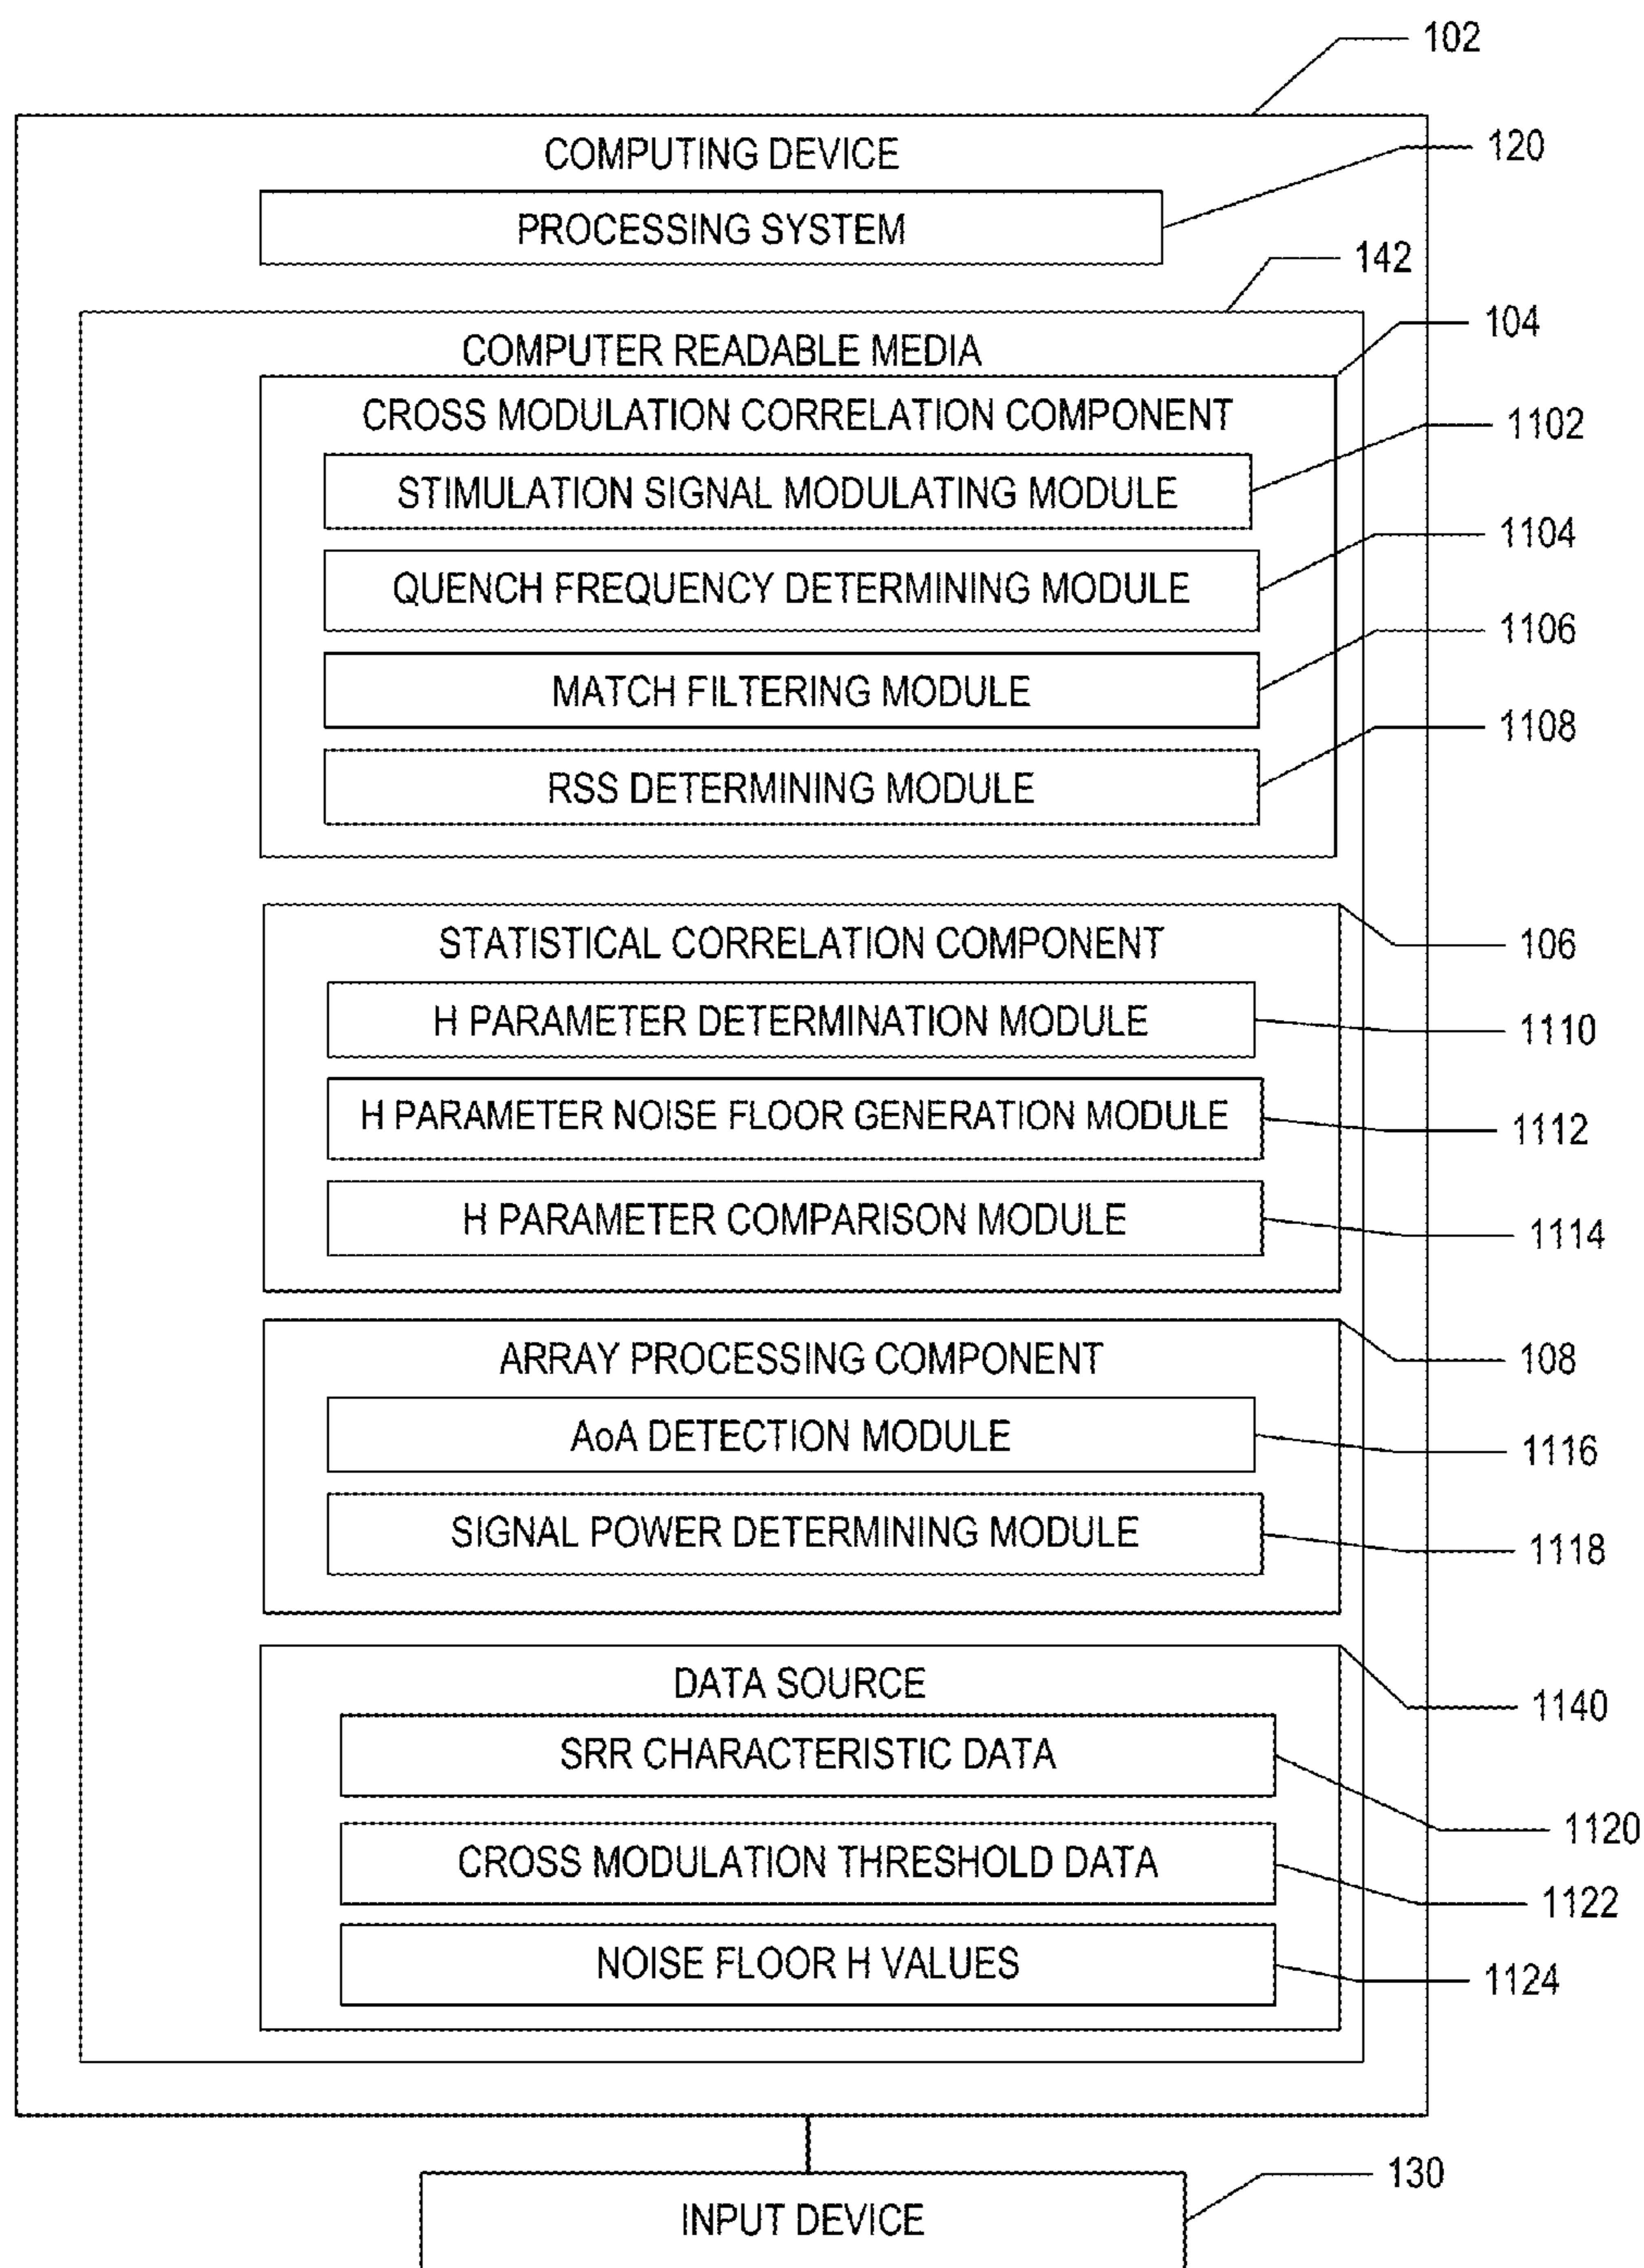 102
COMPUTING DEVICE
120
PROCESSING SYSTEM
142
COMPUTER READABLE MEDIA
104
CROSS MODULATION CORRELATION COMPONENT
STIMULATION SIGNAL MODULATING MODULE
1102
QUENCH FREQUENCY DETERMINING MODULE
1104
MATCH FILTERING MODULE
1106
RSS DETERMINING MODULE
1108
STATISTICAL CORRELATION COMPONENT
106
H PARAMETER DETERMINATION MODULE
1110
H PARAMETER NOISE FLOOR GENERATION MODULE
1112
H PARAMETER COMPARISON MODULE
1114
ARRAY PROCESSING COMPONENT
108
AoA DETECTION MODULE
1116
SIGNAL POWER DETERMINING MODULE
1118
DATA SOURCE
1140
SRR CHARACTERISTIC DATA
1120
CROSS MODULATION THRESHOLD DATA
1122
NOISE FLOOR H VALUES
1124
130
INPUT DEVICE